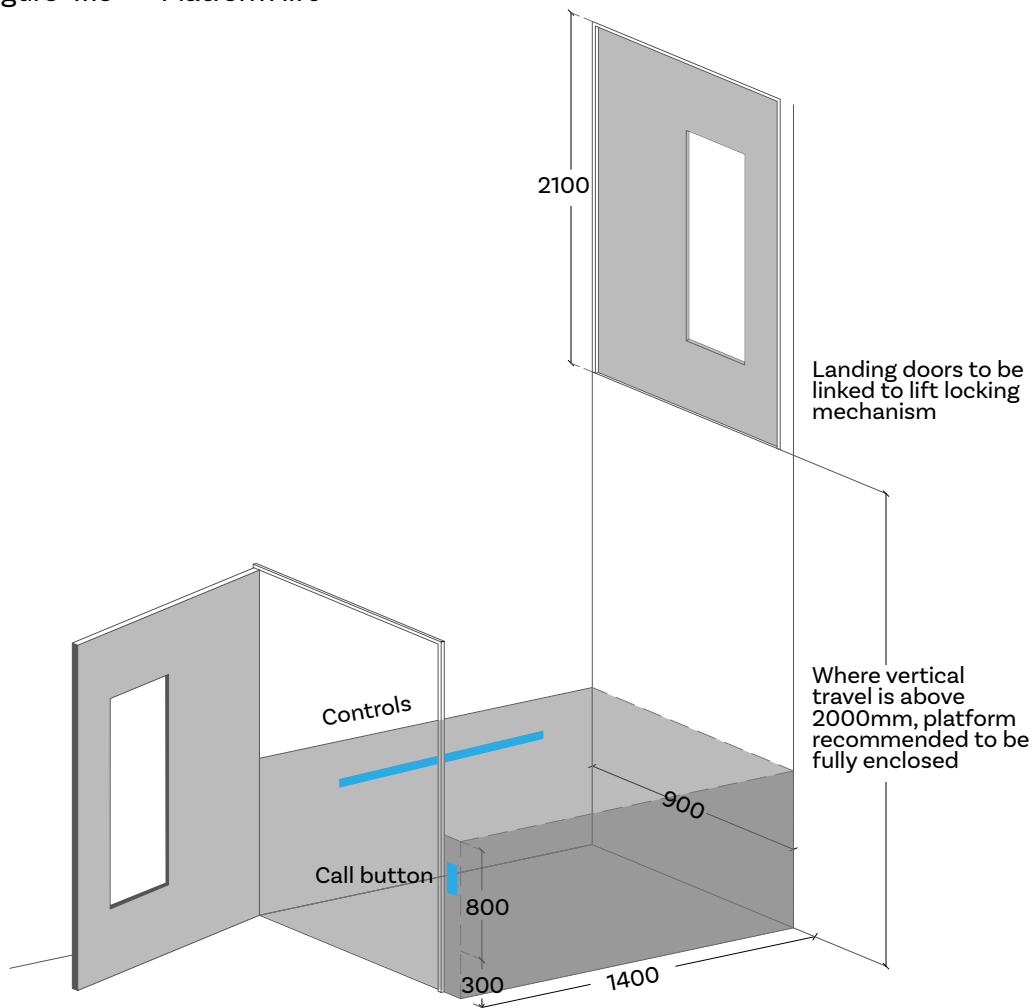 2100
Landing doors to be
linked to lift locking
mechanism
Where vertical
travel is above
2000mm, platform
recommended to be
fully enclosed
Controls
900
Call button
800
300
1400